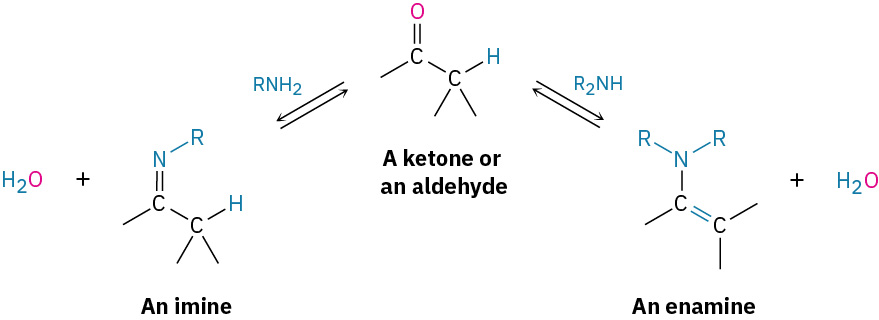 O
C
H
C
RNH₂
R₂NH
A ketone or
an aldehyde
R
N
H₂O + C
H
C
R R
N
C C + H₂O
An imine
An enamine